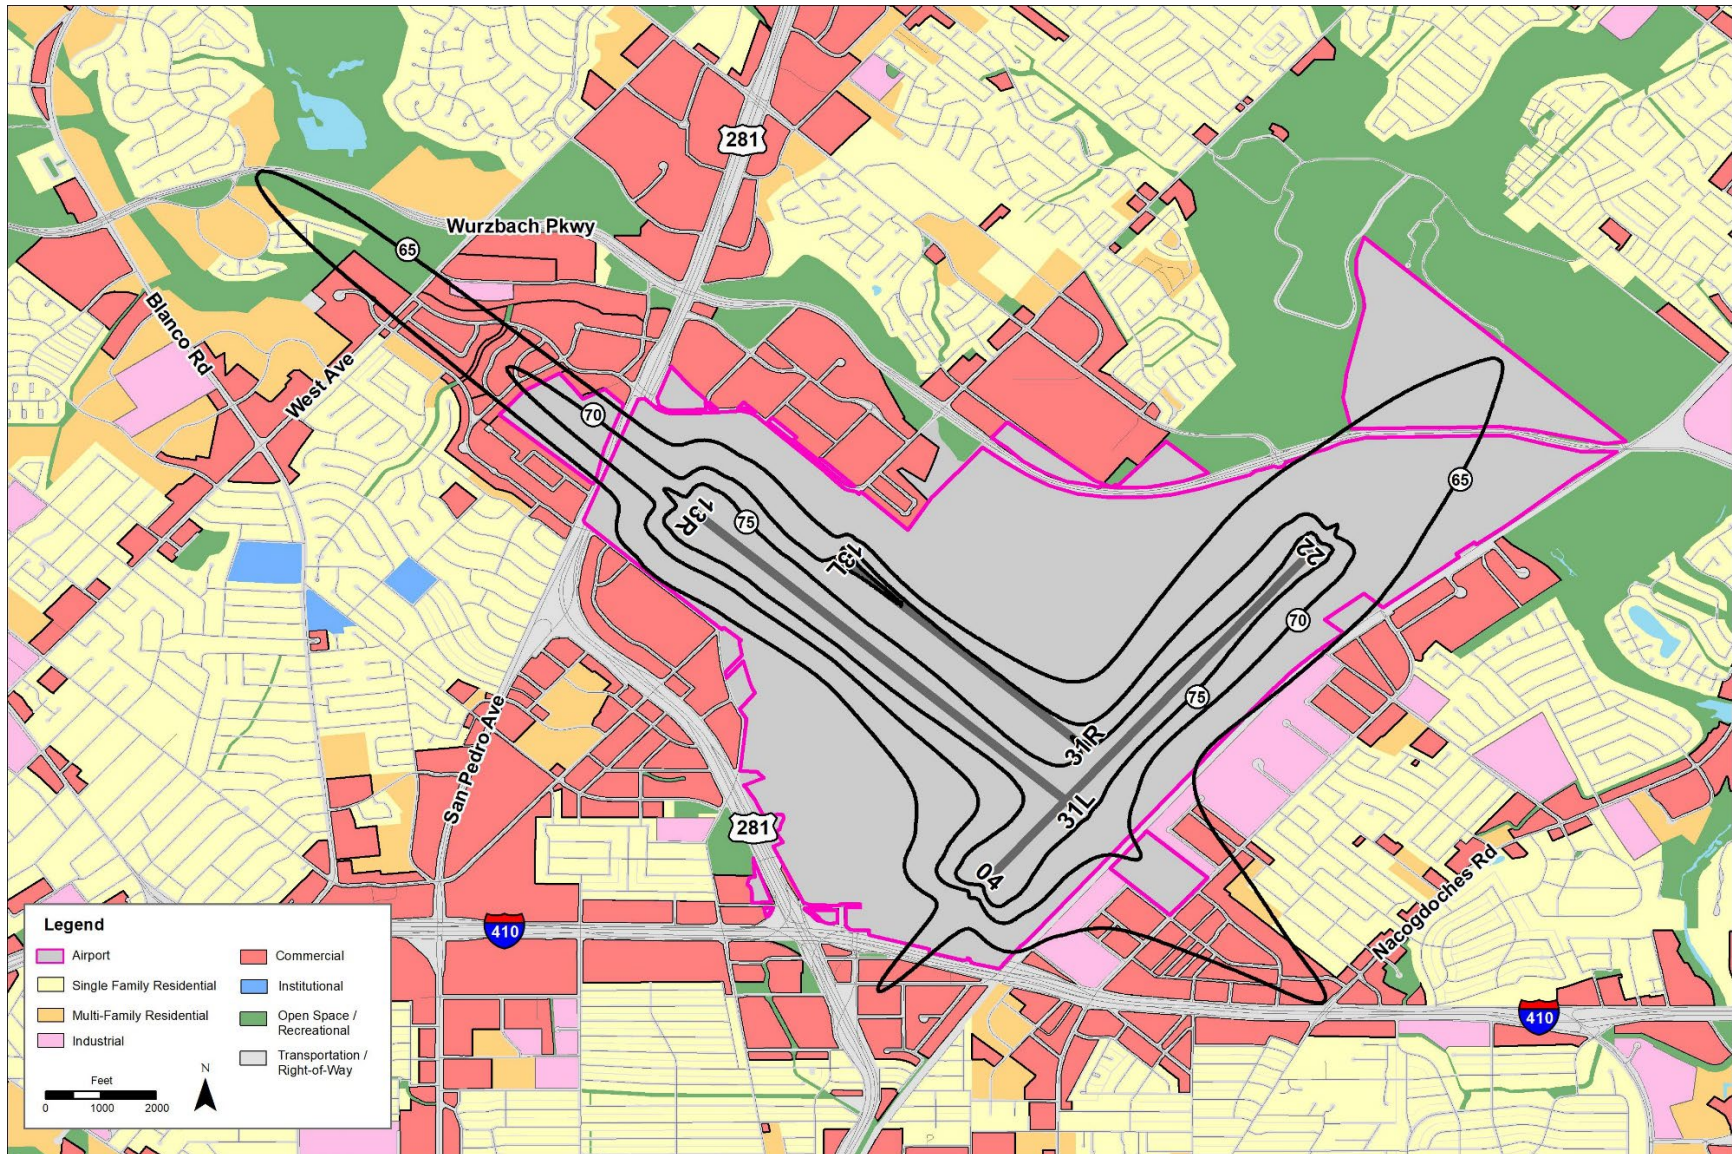 281
Wurzbach Pkwy
65
Blanco Rd
West Ave
70
65
13R
75
13L
22
70
75
31R
31L
San Pedro Ave
281
04
Nacogdoches Rd
410
410
Legend
Airport
Single Family Residential
Multi-Family Residential
Industrial
Commercial
Institutional
Open Space /
Recreational
Transportation /
Right-of-Way
Feet
0 1000 2000
N